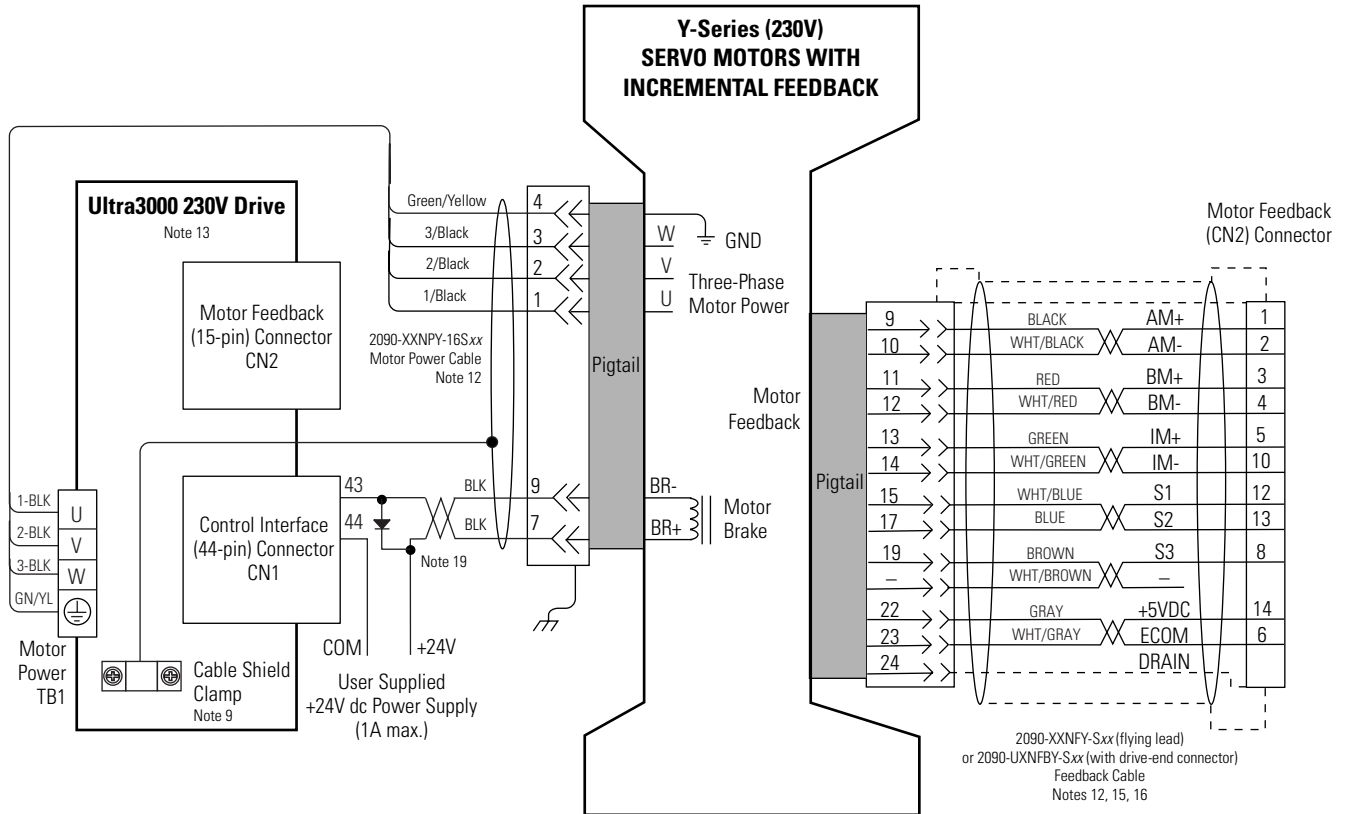 Y-Series (230V)
SERVO MOTORS WITH
INCREMENTAL FEEDBACK
Ultra3000 230V Drive
Note 13
Motor Feedback
(15-pin) Connector
CN2
Control Interface
(44-pin) Connector
CN1
1-BLK
2-BLK
3-BLK
GN/YL
U
V
W
Motor
Power
TB1
Cable Shield
Clamp
Note 9
Green/Yellow
3/Black
2/Black
1/Black
4
3
2
1
2090-XXNPY-16Sxx
Motor Power Cable
Note 12
43
44
BLK
BLK
9
7
Note 19
COM
+24V
User Supplied
+24V dc Power Supply
(1A max.)
Pigtail
W
V
U
GND
Three-Phase
Motor Power
BR-
BR+
Motor
Brake
Motor
Feedback
Pigtail
Motor Feedback
(CN2) Connector
9 BLACK AM+ 1
10 WHT/BLACK AM- 2
11 RED BM+ 3
12 WHT/RED BM- 4
13 GREEN IM+ 5
14 WHT/GREEN IM- 10
15 WHT/BLUE S1 12
17 BLUE S2 13
19 BROWN S3 8
– WHT/BROWN –
22 GRAY +5VDC 14
23 WHT/GRAY ECOM 6
24 DRAIN
2090-XXNFY-Sxx (flying lead)
or 2090-UXNFBY-Sxx (with drive-end connector)
Feedback Cable
Notes 12, 15, 16